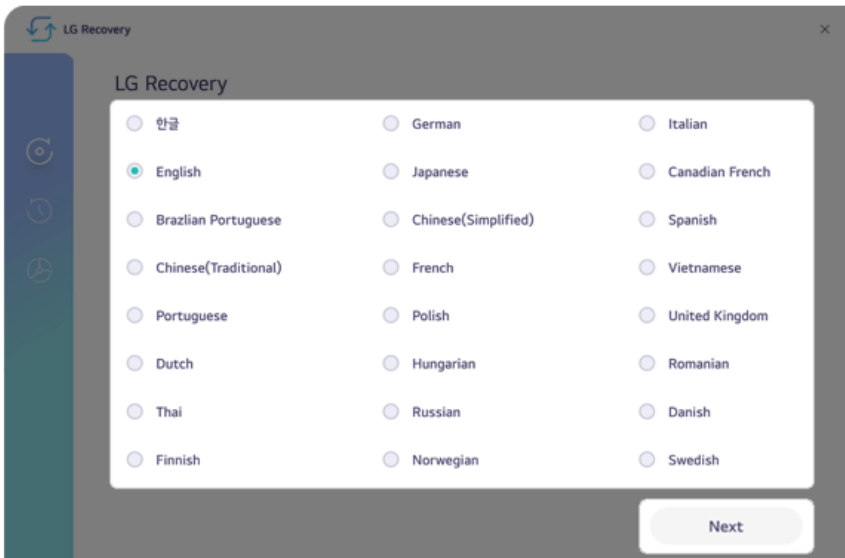 LG Recovery
LG Recovery
한글 German Italian
English Japanese Canadian French
Brazlian Portuguese Chinese(Simplified) Spanish
Chinese(Traditional) French Vietnamese
Portuguese Polish United Kingdom
Dutch Hungarian Romanian
Thai Russian Danish
Finnish Norwegian Swedish
Next